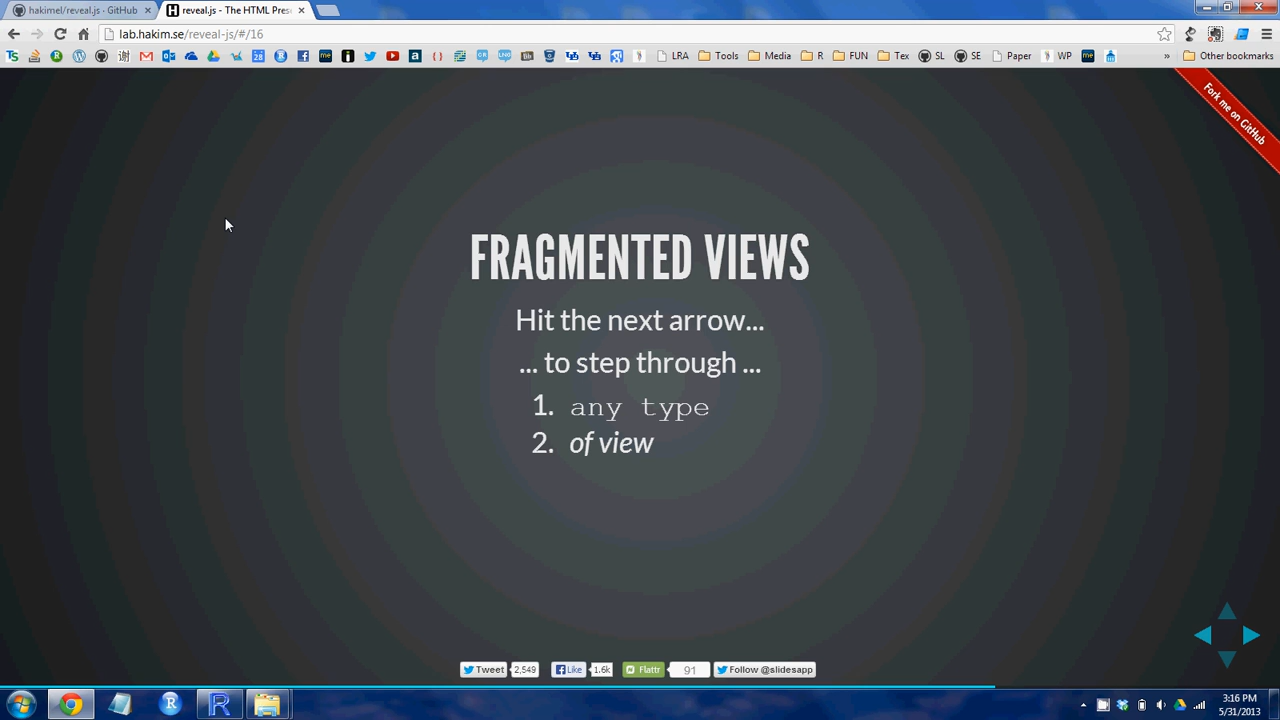 hakimel/reveal.js · GitHub
reveal.js - The HTML Pres
lab.hakim.se/reveal-js/#/16
LRA Tools Media R FUN Tex SL SE Paper WP » Other bookmarks
Fork me on GitHub
FRAGMENTED VIEWS
Hit the next arrow...
... to step through ...
1. any type
2. of view
Tweet 2,549 Like 1.6k Flattr 91 Follow @slidesapp
3:16 PM
5/31/2013